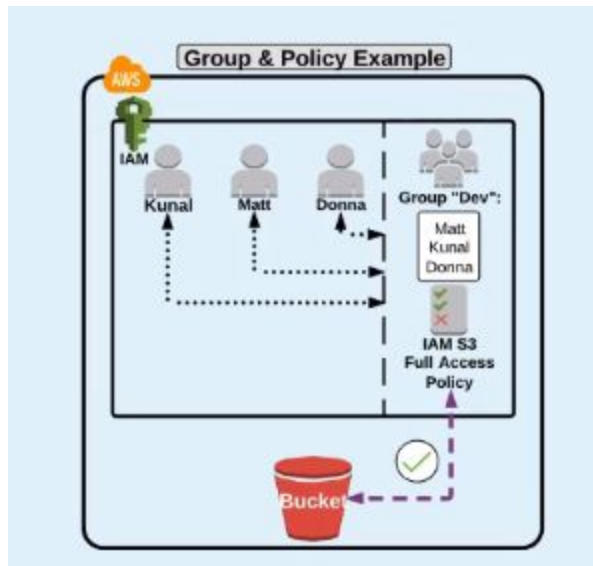 Group & Policy Example
AWS
IAM
Kunal
Matt
Donna
Group "Dev":
Matt
Kunal
Donna
IAM S3
Full Access
Policy
Bucket